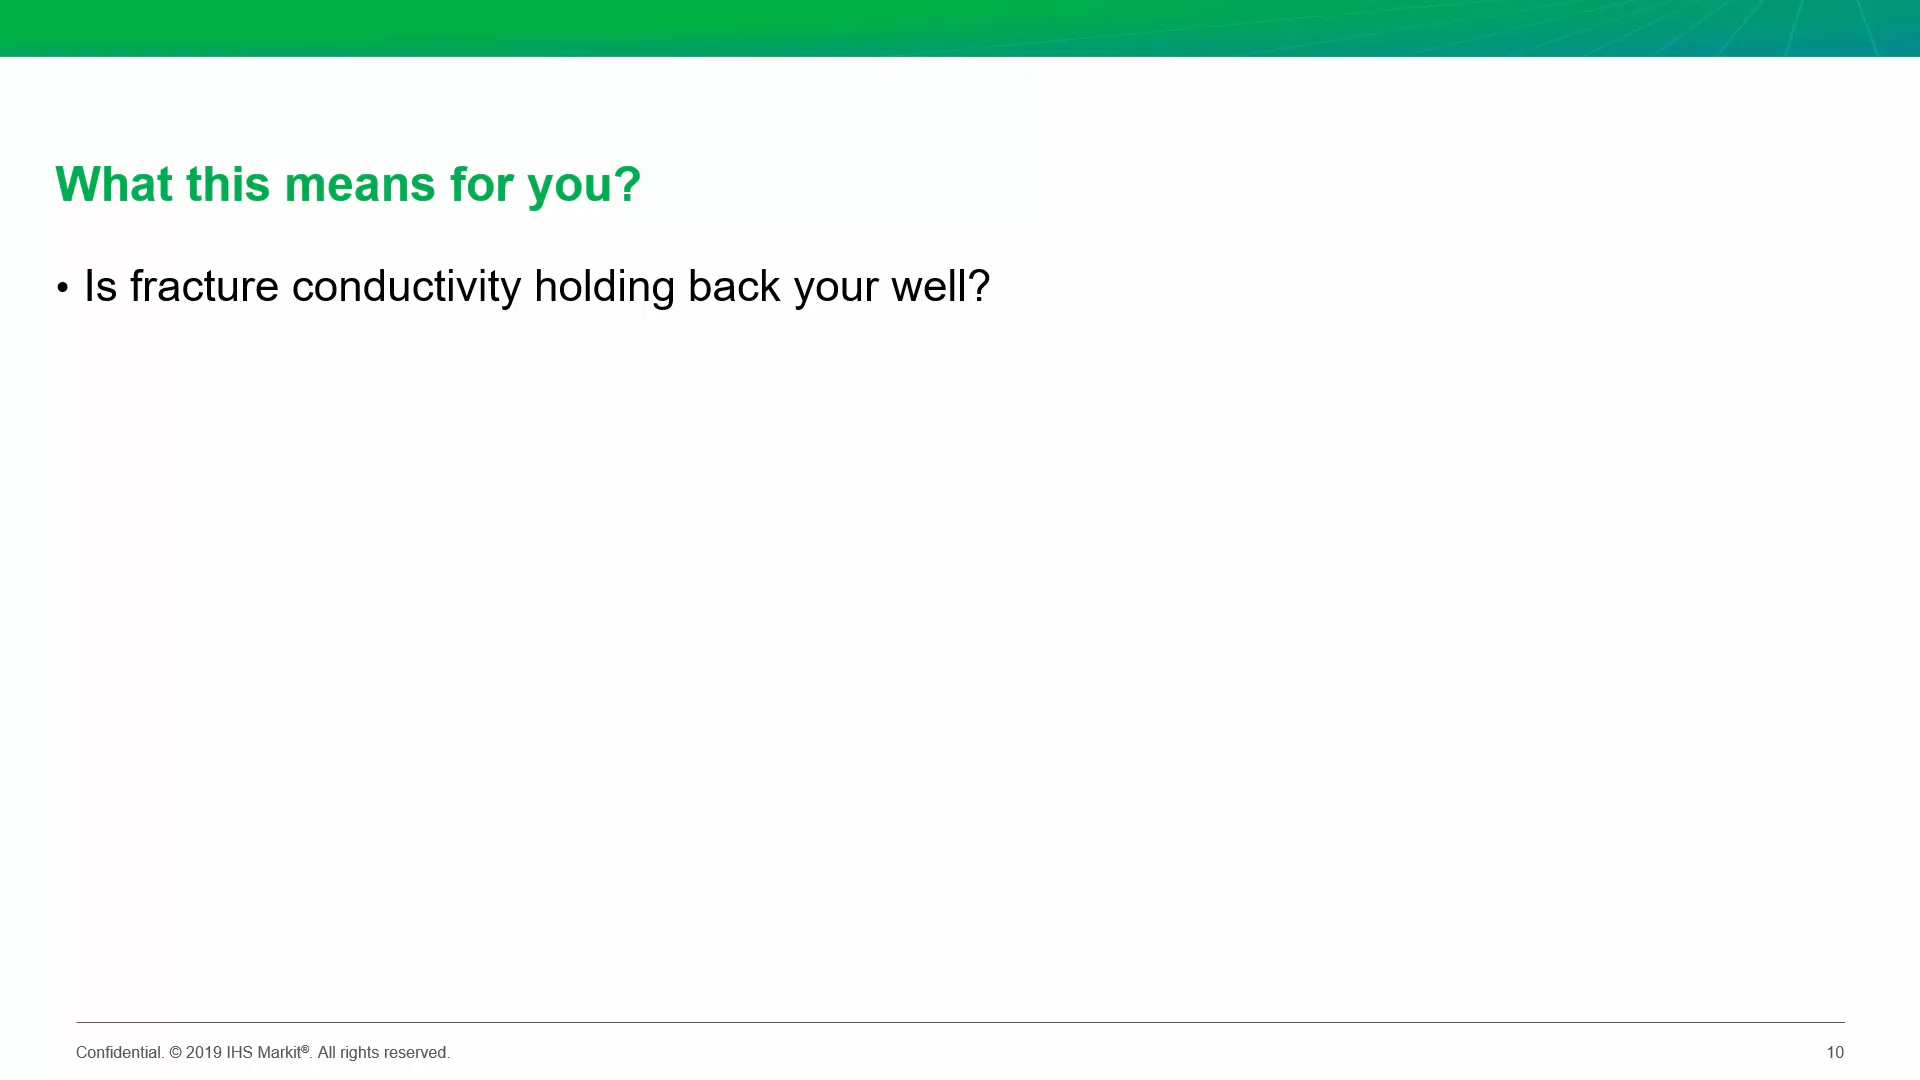 What this means for you?
• Is fracture conductivity holding back your well?
Confidential. © 2019 IHS Markit®. All rights reserved.
10